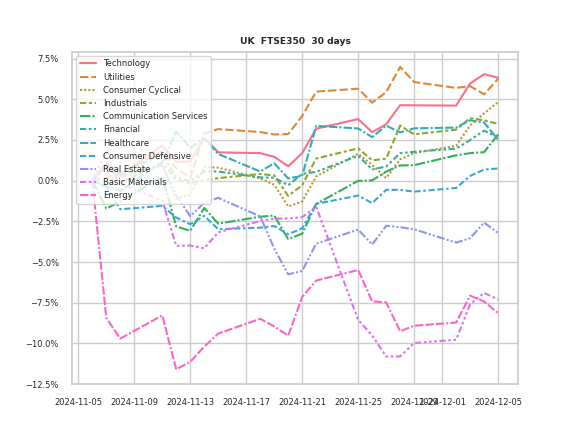 UK FTSE350 30 days
7.5%
5.0%
2.5%
0.0%
−2.5%
−5.0%
−7.5%
−10.0%
−12.5%
Technology
Utilities
Consumer Cyclical
Industrials
Communication Services
Financial
Healthcare
Consumer Defensive
Real Estate
Basic Materials
Energy
2024-11-05 2024-11-09 2024-11-13 2024-11-17 2024-11-21 2024-11-25 2024-11-29 2024-12-01 2024-12-05